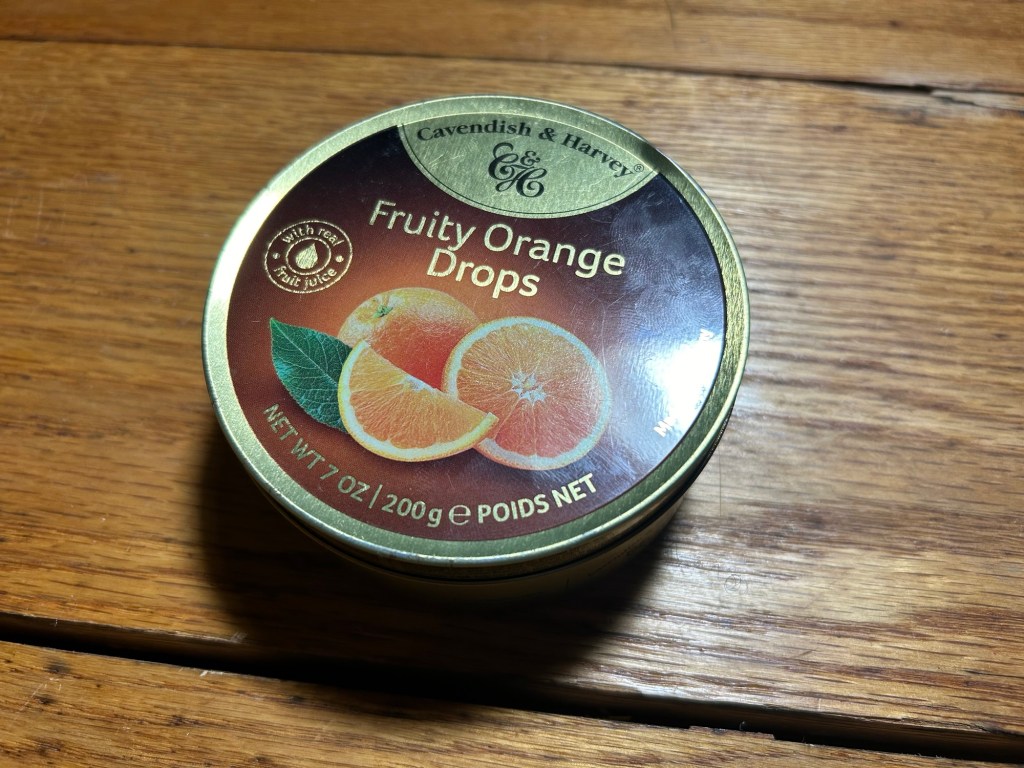 Cavendish & Harvey®
C&H
Fruity Orange
Drops
with real
fruit juice
NET WT 7 OZ | 200g ℮ POIDS NET